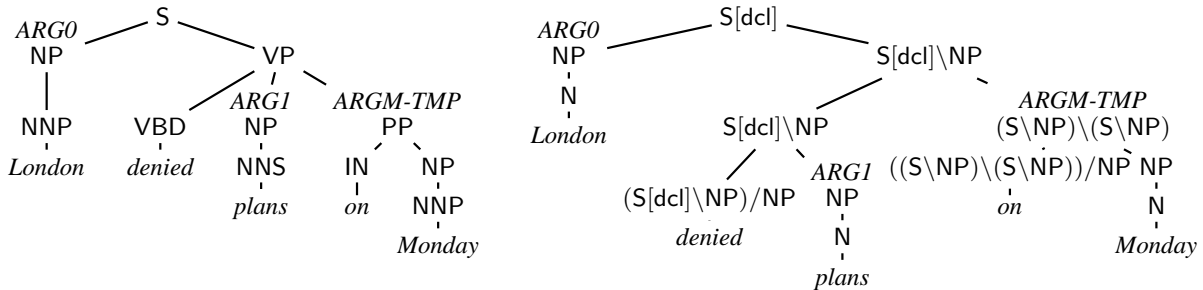 ARG0 S
NP VP
ARG1 ARGM-TMP
NNP VBD NP PP
London denied NNS IN NP
plans on NNP
Monday
ARG0 S[dcl]
NP S[dcl]\NP
N ARGM-TMP
London S[dcl]\NP (S\NP)\(S\NP)
ARG1 ((S\NP)\(S\NP))/NP NP
(S[dcl]\NP)/NP NP on N
denied N Monday
plans